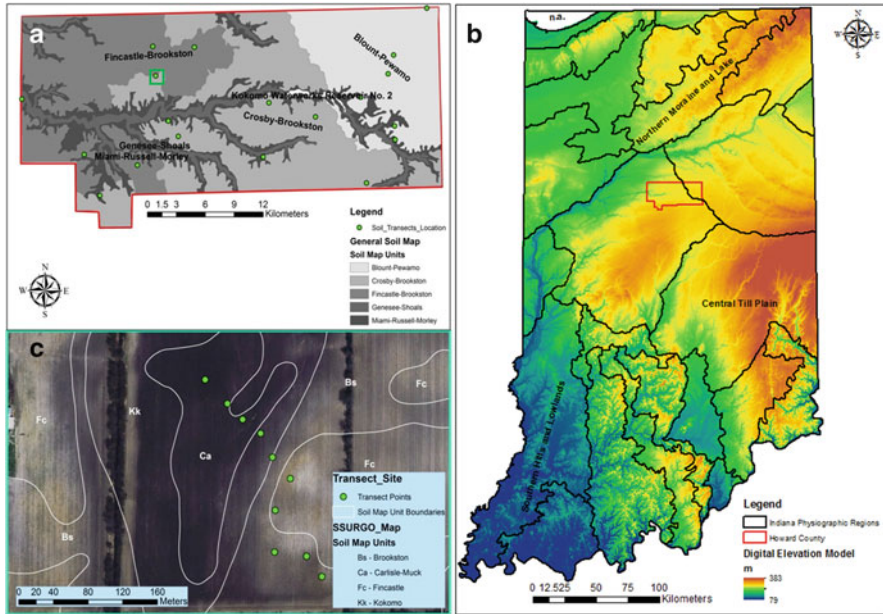 a
Fincastle-Brookston
Blount-Pewamo
Kokomo Waterworks Reservoir No. 2
Crosby-Brookston
Genesee-Shoals
Miami-Russell-Morley
0 1.5 3 6 9 12
Kilometers
N
W E
S
Legend
Soil_Transects_Location
General Soil Map
Soil Map Units
Blount-Pewamo
Crosby-Brookston
Fincastle-Brookston
Genesee-Shoals
Miami-Russell-Morley
b
n.a.
N
W E
S
Northern Moraine and Lake
Central Till Plain
Southern Hills and Lowlands
Legend
Indiana Physiographic Regions
Howard County
Digital Elevation Model
m
383
79
0 12.525 50 75 100
Kilometers
c
Fc
Kk
Bs
Fc
Ca
Fc
Bs
Transect_Site
Transect Points
Soil Map Unit Boundaries
SSURGO_Map
Soil Map Units
Bs - Brookston
Ca - Carlisle-Muck
Fc - Fincastle
Kk - Kokomo
0 20 40 80 120 160
Meters
N
W E
S